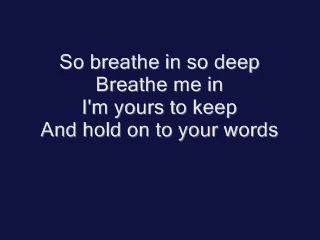 So breathe in so deep
Breathe me in
I'm yours to keep
And hold on to your words